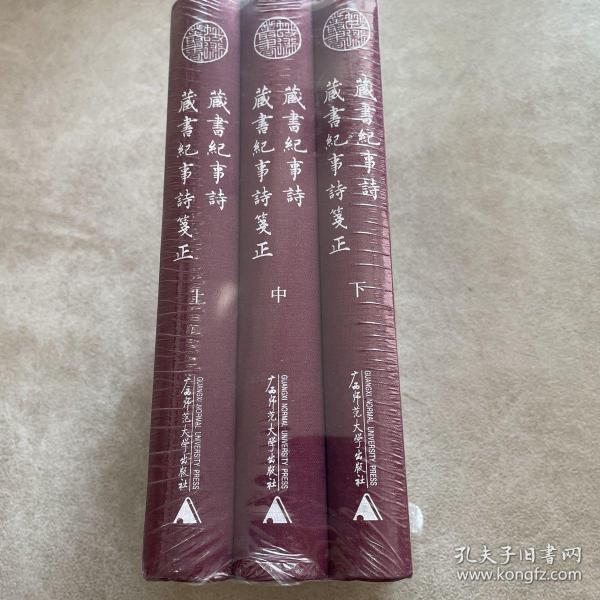 藏書紀事詩
藏書紀事詩箋正
廣西师范大学出版社
GUANGXI NORMAL UNIVERSITY PRESS
藏書紀事詩
藏書紀事詩箋正
中
廣西师范大学出版社
GUANGXI NORMAL UNIVERSITY PRESS
藏書紀事詩
藏書紀事詩箋正
下
廣西师范大学出版社
GUANGXI NORMAL UNIVERSITY PRESS
孔夫子旧书网
www.kongfz.com